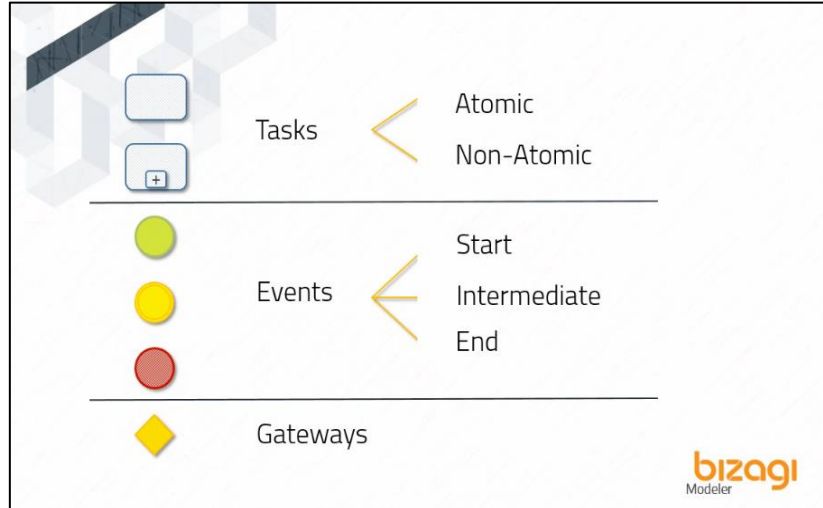 Tasks
Atomic
Non-Atomic
+
Events
Start
Intermediate
End
Gateways
bizagi
Modeler